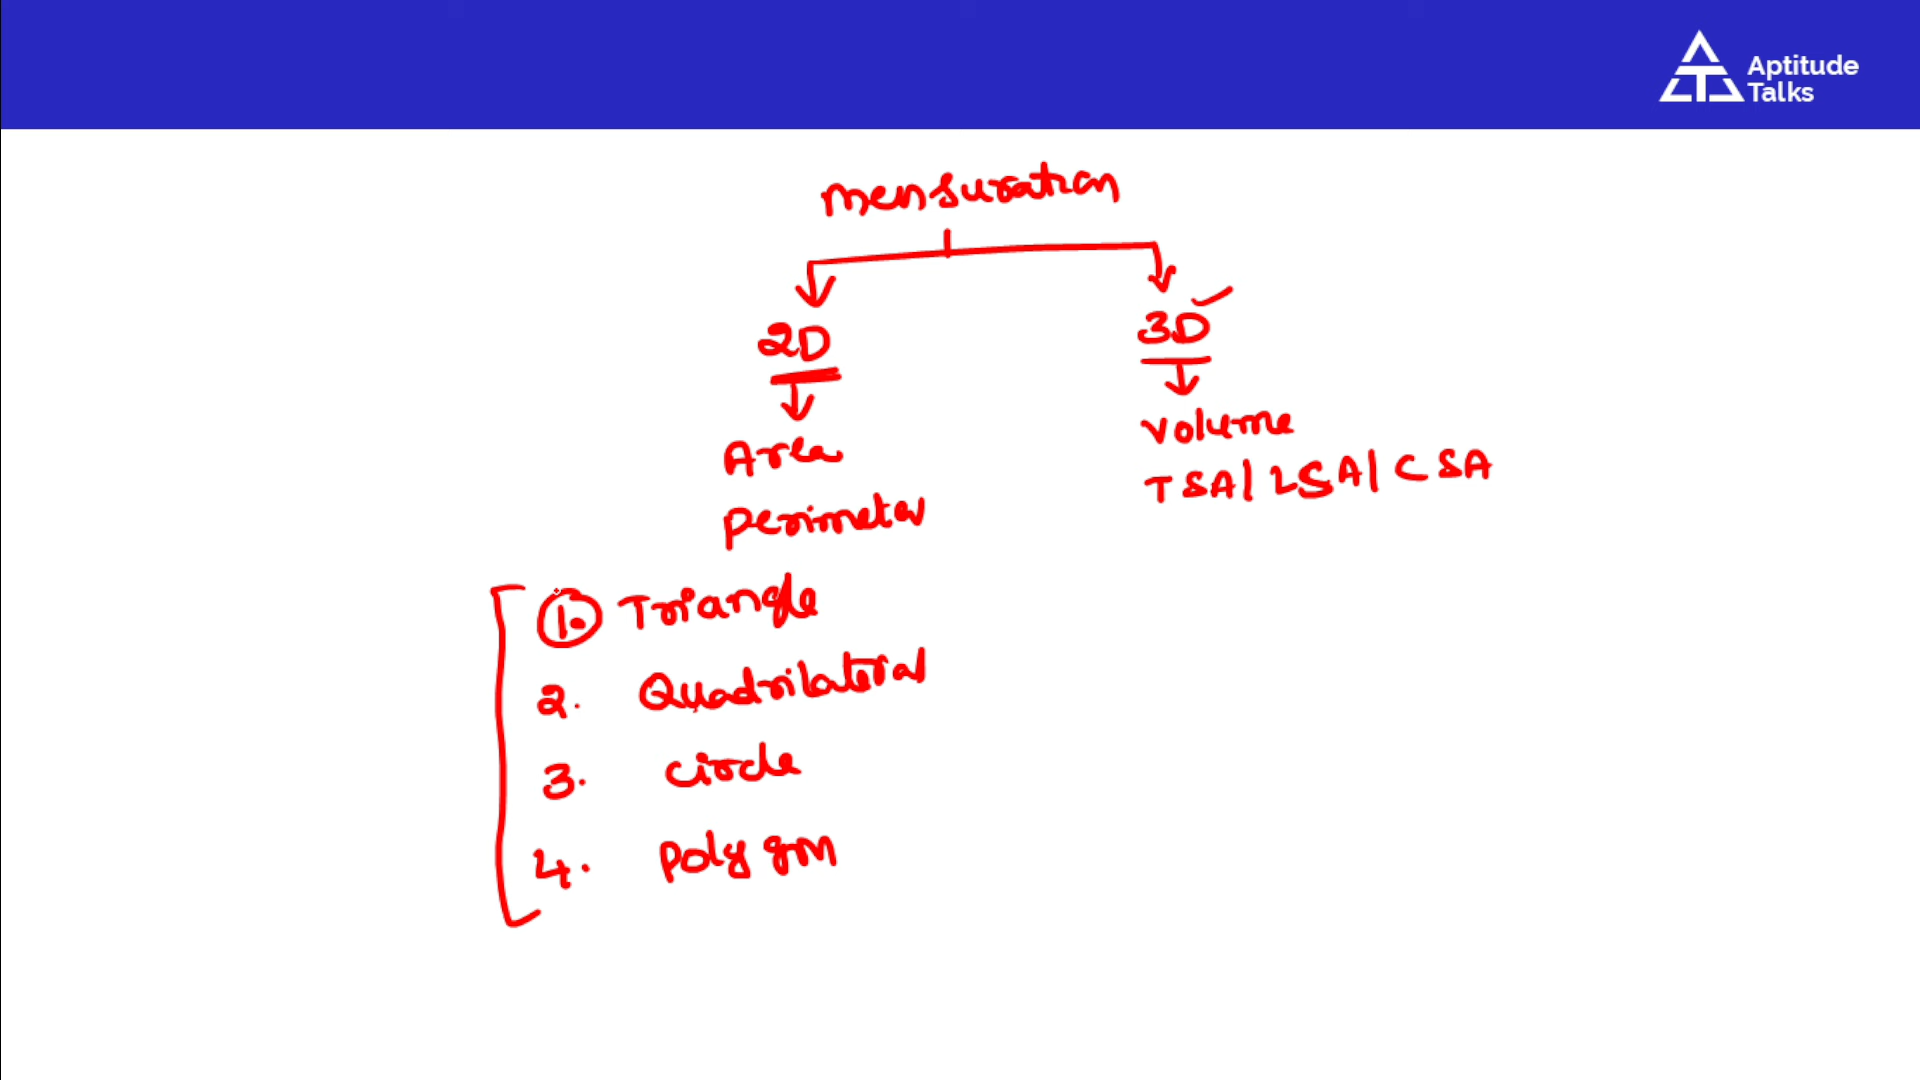 Aptitude
Talks
mensuration
2D
3D
Area
perimeter
volume
TSA| LSA| CSA
1. Triangle
2. Quadrilateral
3. circle
4. polygon